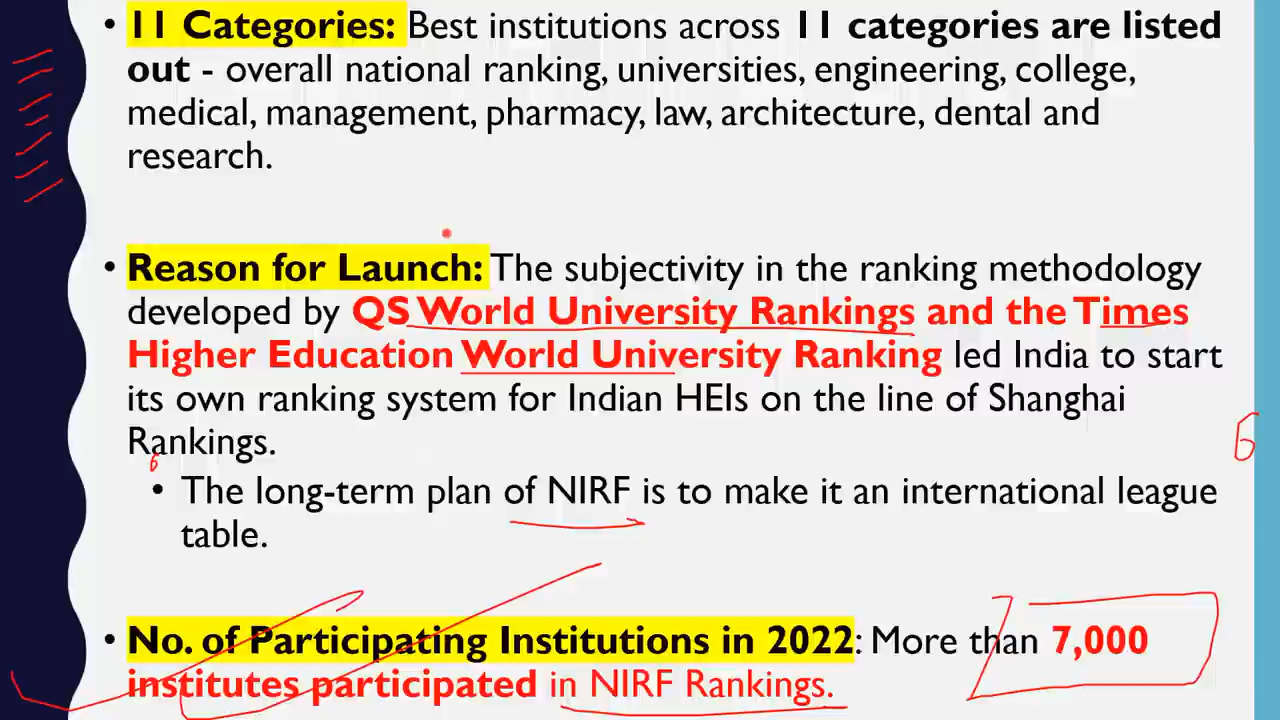 • 11 Categories: Best institutions across 11 categories are listed
out - overall national ranking, universities, engineering, college,
medical, management, pharmacy, law, architecture, dental and
research.
• Reason for Launch: The subjectivity in the ranking methodology
developed by QS World University Rankings and the Times
Higher Education World University Ranking led India to start
its own ranking system for Indian HEIs on the line of Shanghai
Rankings.
6
6
• The long-term plan of NIRF is to make it an international league
table.
• No. of Participating Institutions in 2022: More than 7,000
institutes participated in NIRF Rankings.